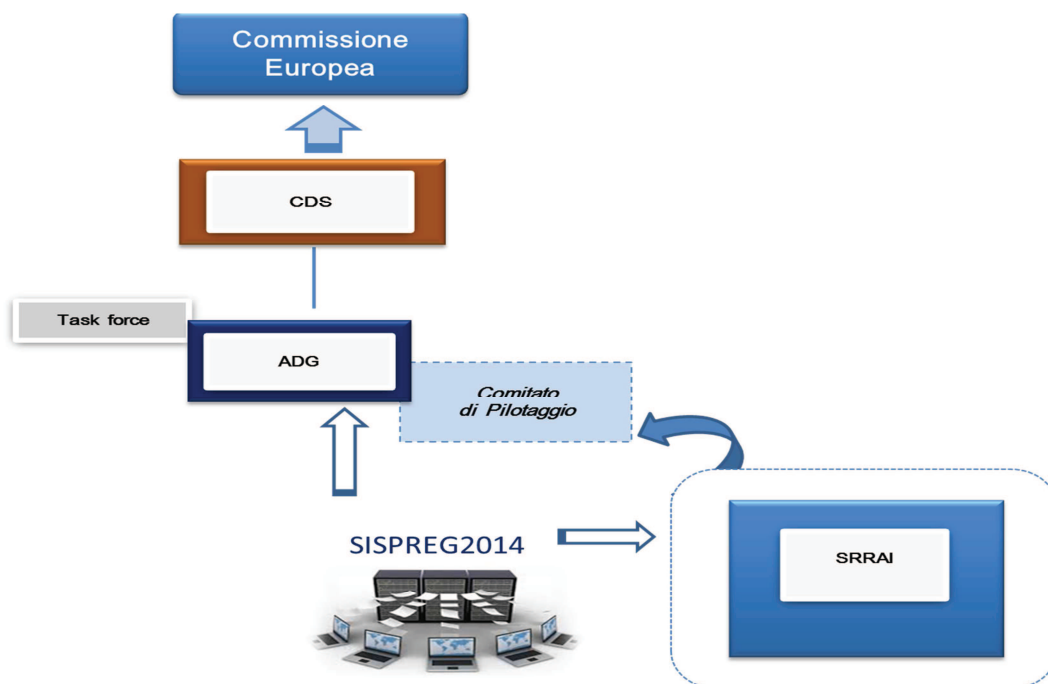 Commissione
Europea
CDS
Task force
ADG
Comitato
di Pilotaggio
SISPREG2014
SRRAI